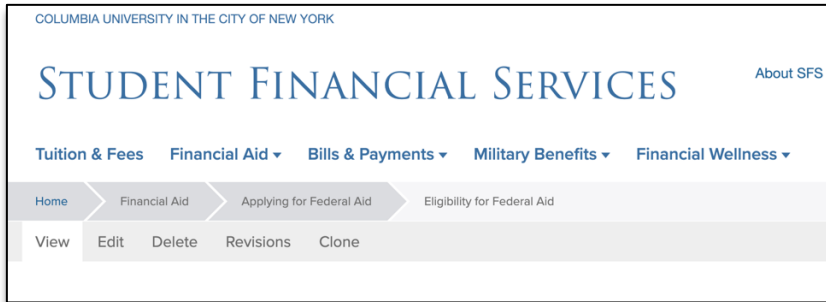 COLUMBIA UNIVERSITY IN THE CITY OF NEW YORK
STUDENT FINANCIAL SERVICES
About SFS
Tuition & Fees Financial Aid Bills & Payments Military Benefits Financial Wellness
Home Financial Aid Applying for Federal Aid Eligibility for Federal Aid
View Edit Delete Revisions Clone